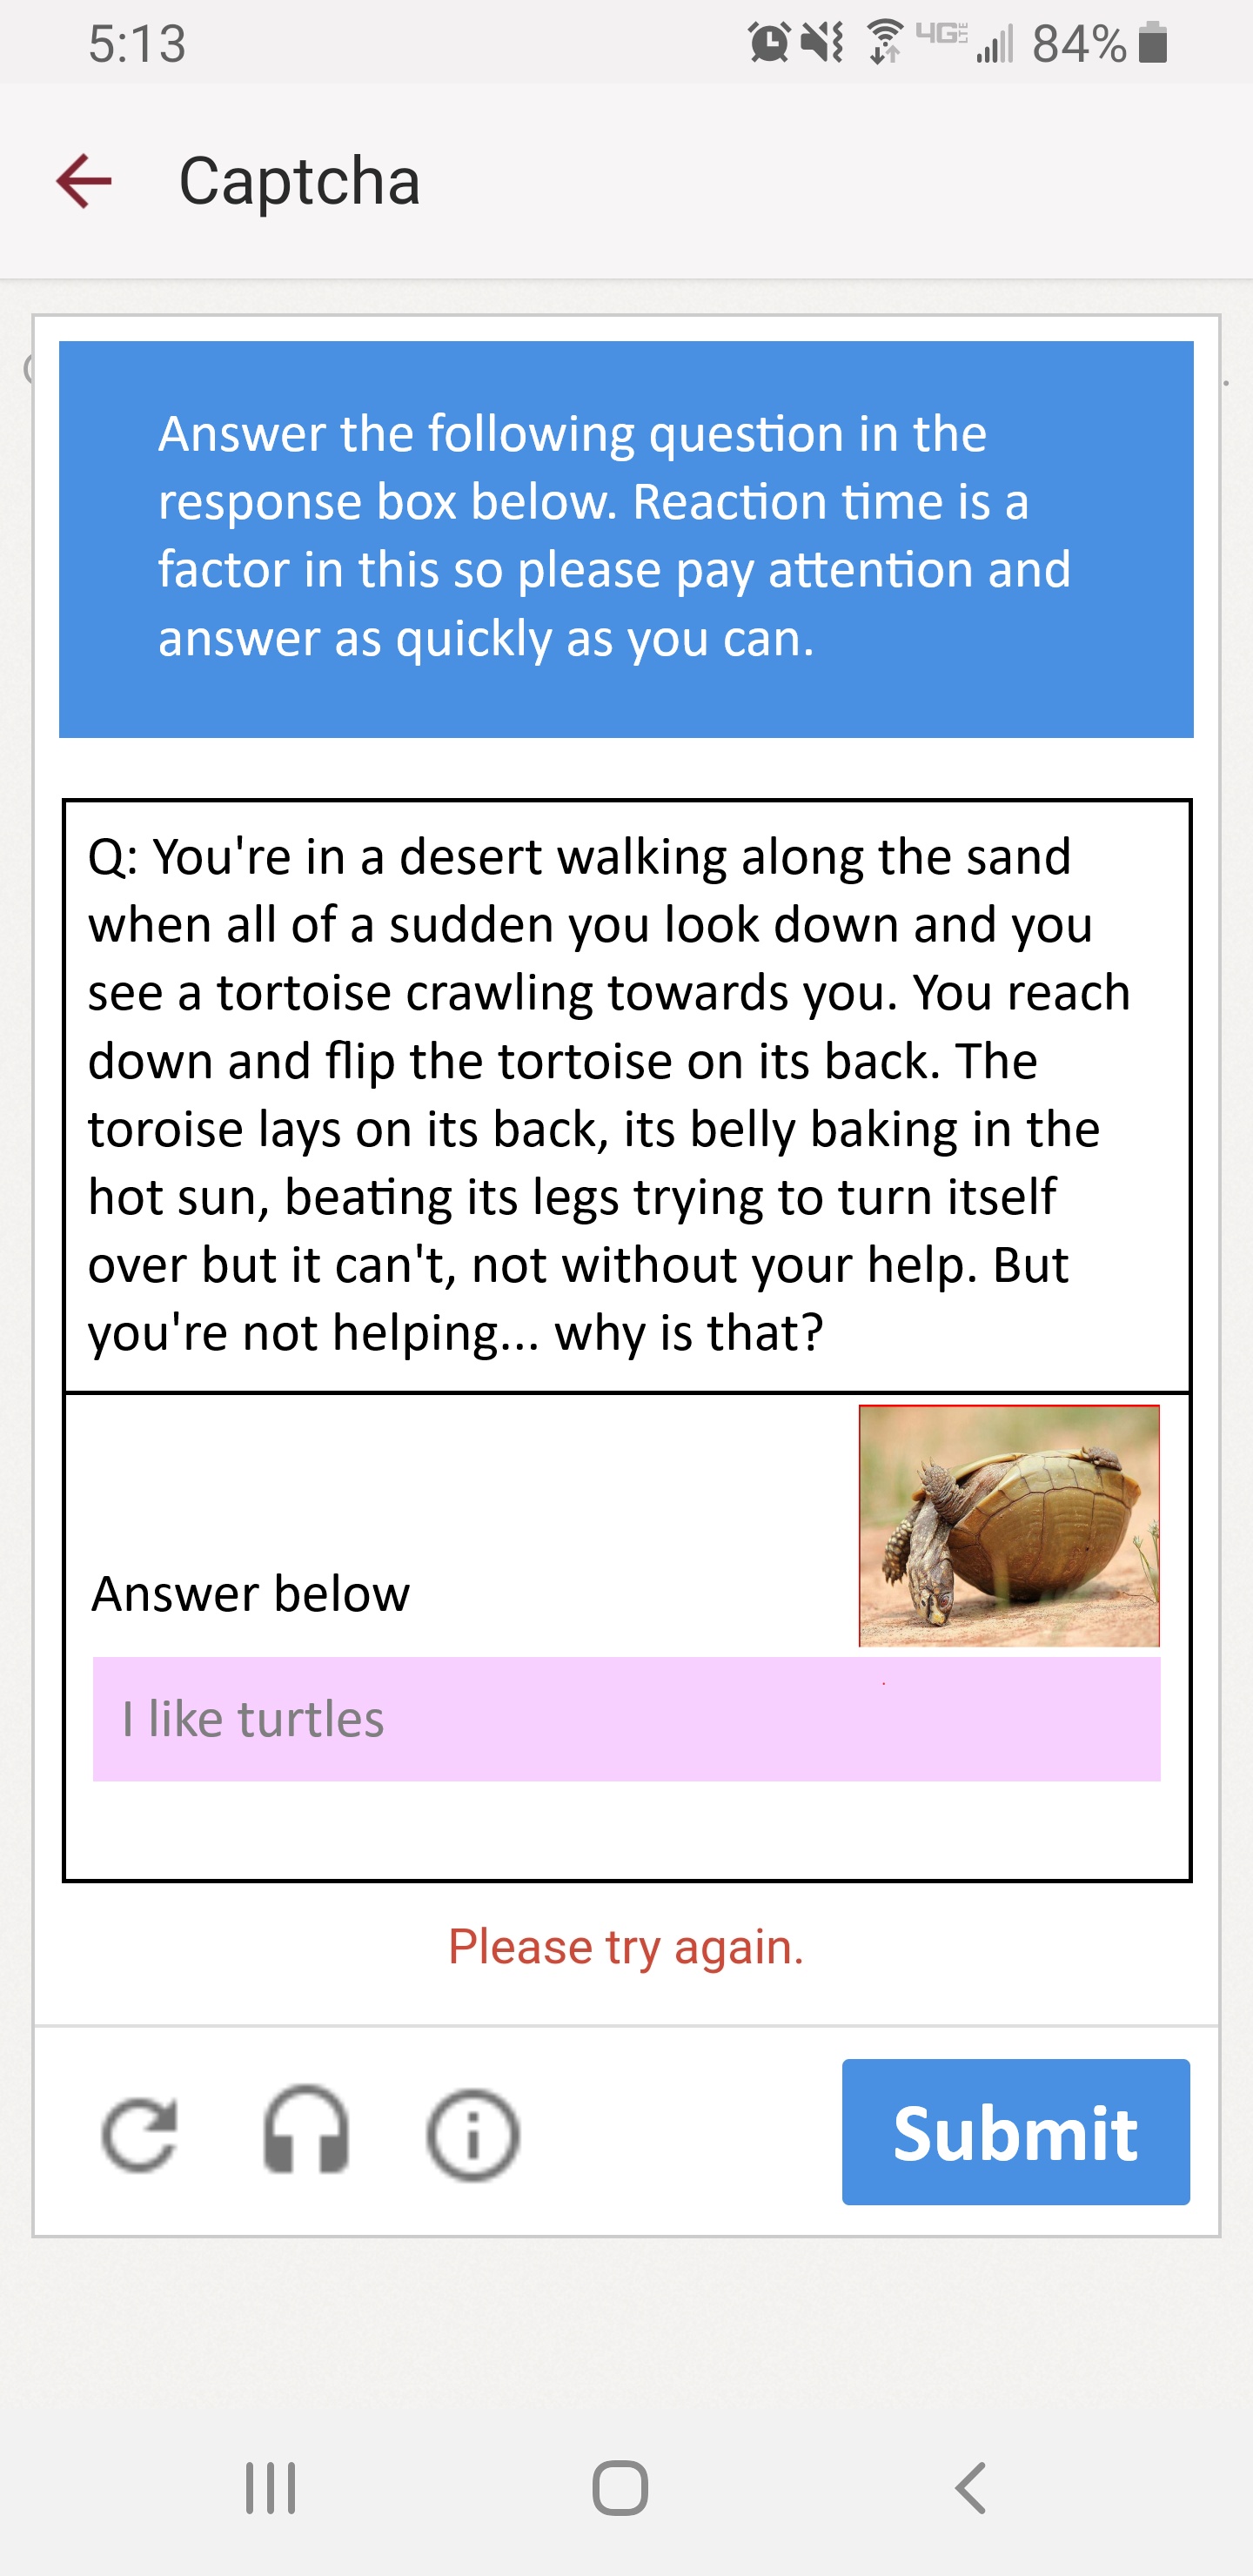 5:13
4G LTE 84%
Captcha
Answer the following question in the
response box below. Reaction time is a
factor in this so please pay attention and
answer as quickly as you can.
Q: You're in a desert walking along the sand
when all of a sudden you look down and you
see a tortoise crawling towards you. You reach
down and flip the tortoise on its back. The
toroise lays on its back, its belly baking in the
hot sun, beating its legs trying to turn itself
over but it can't, not without your help. But
you're not helping... why is that?
Answer below
I like turtles
Please try again.
Submit